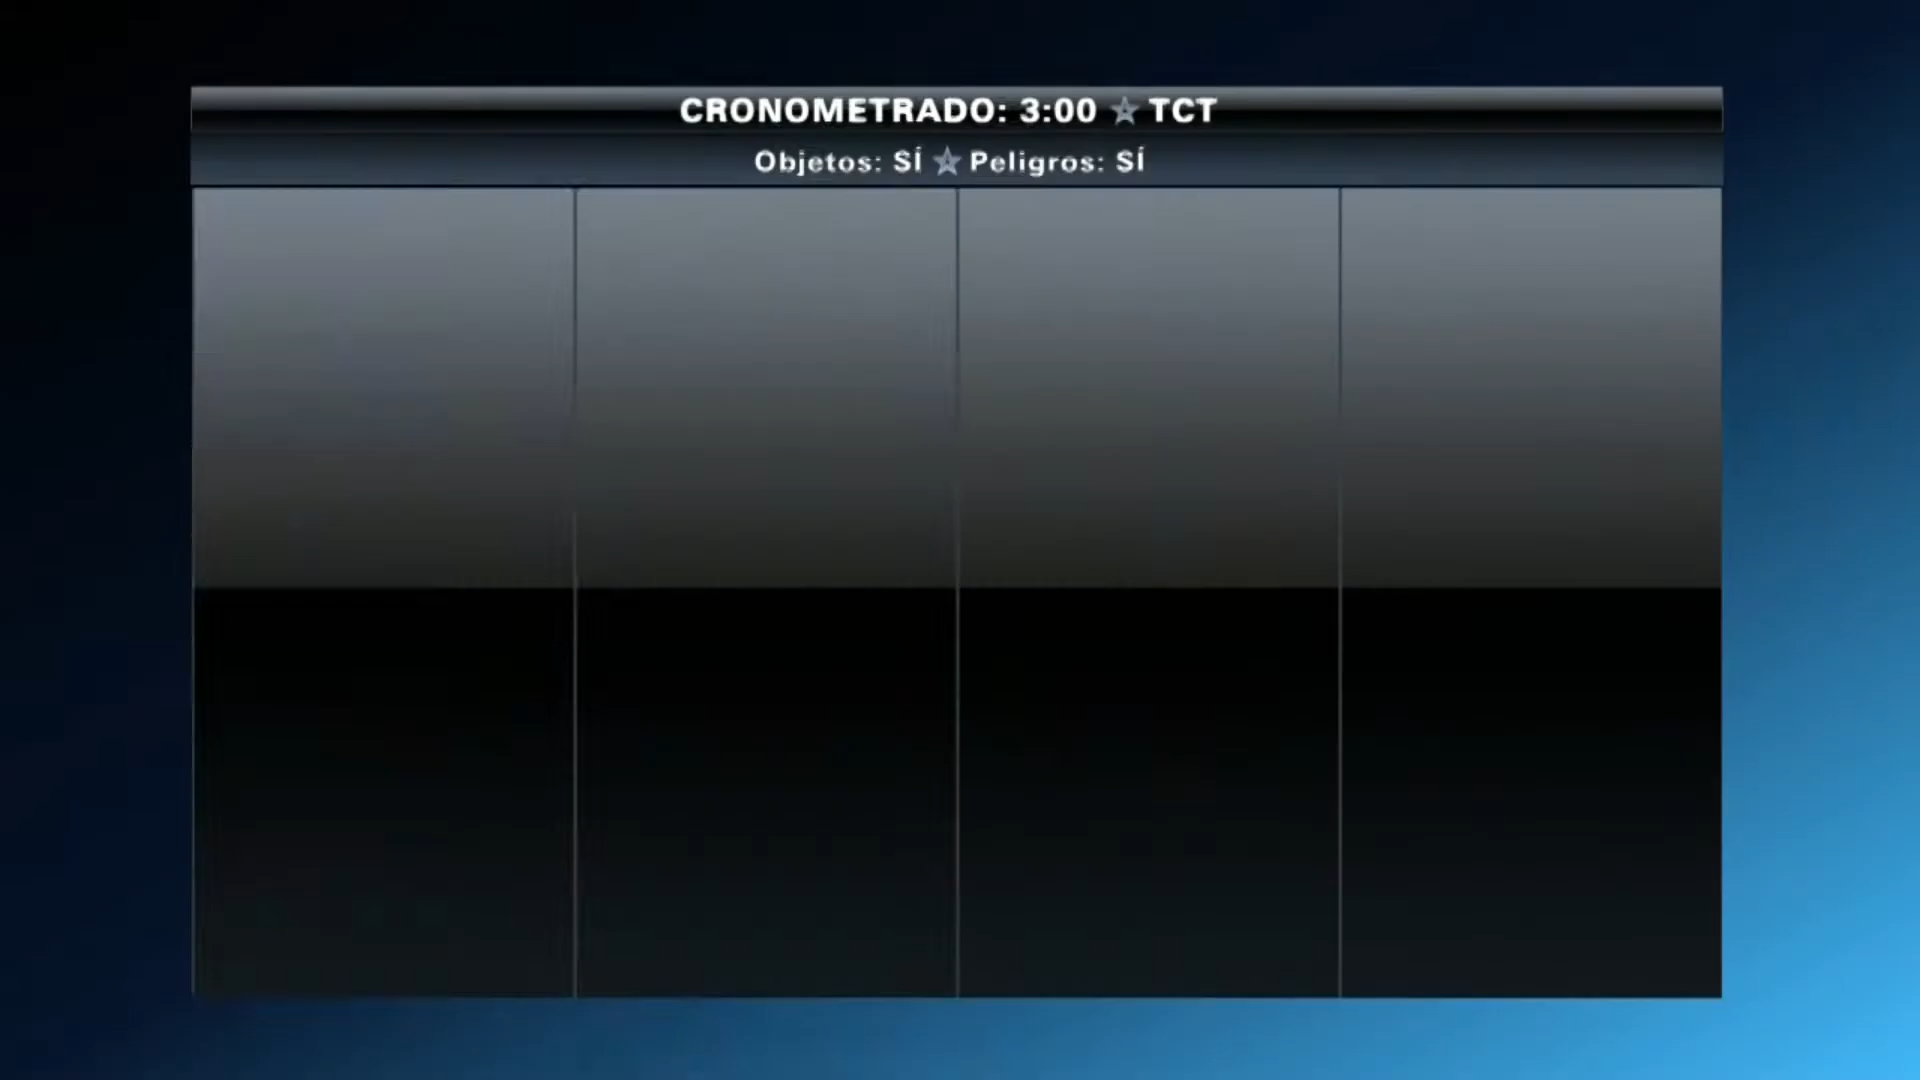 CRONOMETRADO: 3:00 ★ TCT
Objetos: SÍ ★ Peligros: SÍ